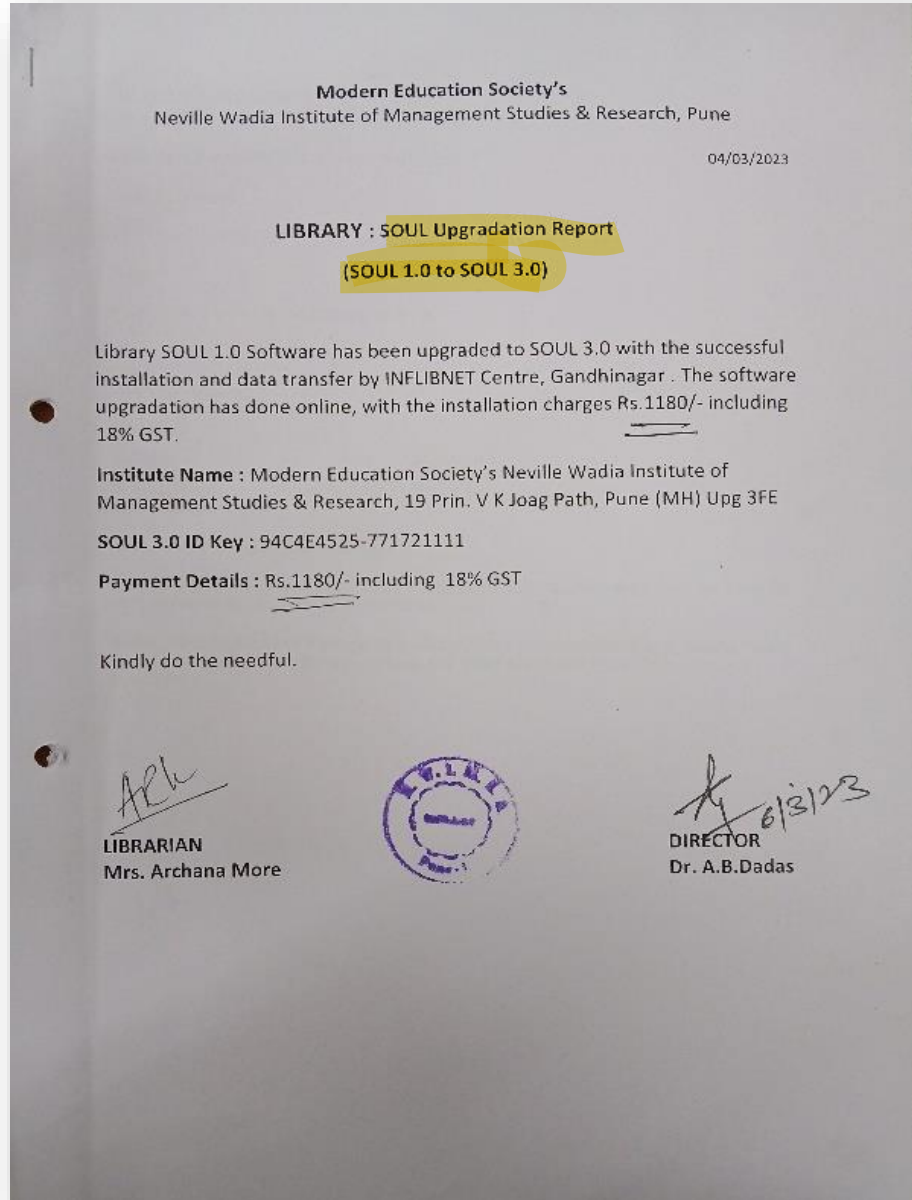 Modern Education Society's
Neville Wadia Institute of Management Studies & Research, Pune
04/03/2023
LIBRARY : SOUL Upgradation Report
(SOUL 1.0 to SOUL 3.0)
Library SOUL 1.0 Software has been upgraded to SOUL 3.0 with the successful
installation and data transfer by INFLIBNET Centre, Gandhinagar . The software
upgradation has done online, with the installation charges Rs.1180/- including
18% GST.
Institute Name : Modern Education Society's Neville Wadia Institute of
Management Studies & Research, 19 Prin. V K Joag Path, Pune (MH) Upg 3FE
SOUL 3.0 ID Key : 94C4E4525-771721111
Payment Details : Rs.1180/- including 18% GST
Kindly do the needful.
6/3/23
LIBRARIAN
Mrs. Archana More
DIRECTOR
Dr. A.B.Dadas